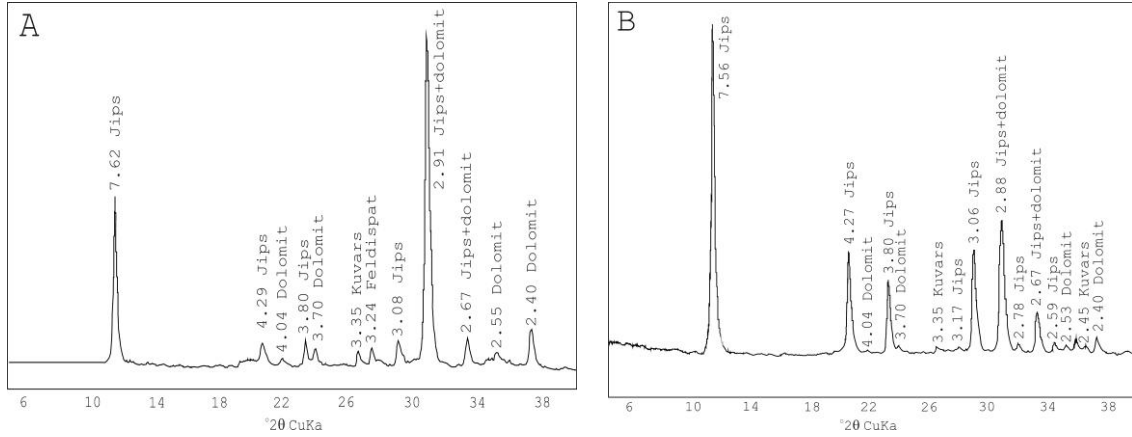 A
7.62 Jips
4.29 Jips
4.04 Dolomit
3.80 Jips
3.70 Dolomit
3.35 Kuvars
3.24 Feldispat
3.08 Jips
2.91 Jips+dolomit
2.67 Jips+dolomit
2.55 Dolomit
2.40 Dolomit
6 10 14 18 22 26 30 31 34 38
°2θ CuKa
B
7.56 Jips
4.27 Jips
4.04 Dolomit
3.80 Jips
3.70 Dolomit
3.35 Kuvars
3.17 Jips
3.06 Jips
2.88 Jips+dolomit
2.78 Jips
2.67 Jips+dolomit
2.59 Jips
2.53 Dolomit
2.45 Kuvars
2.40 Dolomit
6 10 14 18 22 26 30 31 34 38
°2θ CuKa